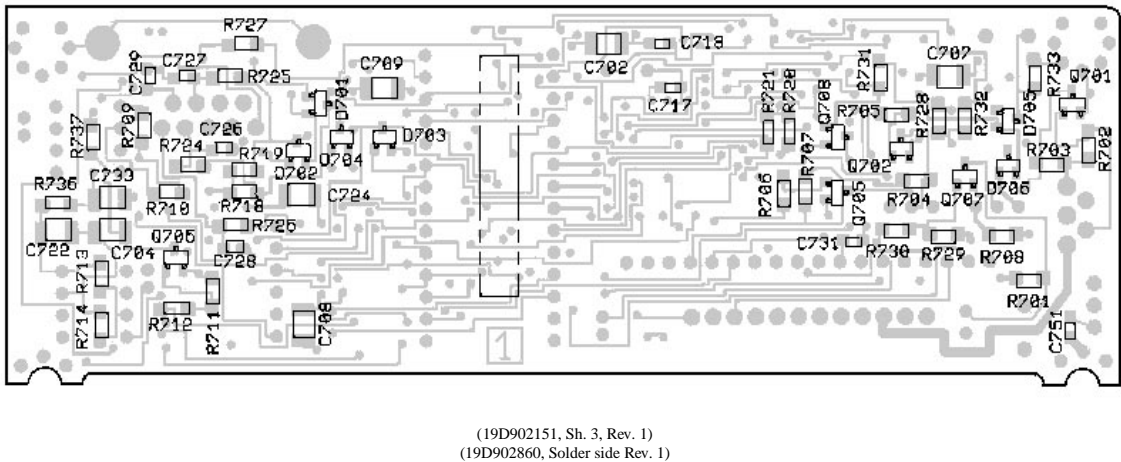 R727
C718
C702
C707
C729
C727
R725
C709
R731
R733
Q701
D701
C717
R721
R720
Q708
R705
R728
R732
D705
R709
R737
C726
D703
R724
R719
D704
R707
Q702
R703
R702
D702
R736
C733
R710
R718
C724
R706
Q705
R704
Q707
D706
R726
C722
C704
Q706
C728
C731
R730
R729
R708
R713
R701
R714
R712
R711
C708
1
C751
(19D902151, Sh. 3, Rev. 1)
(19D902860, Solder side Rev. 1)